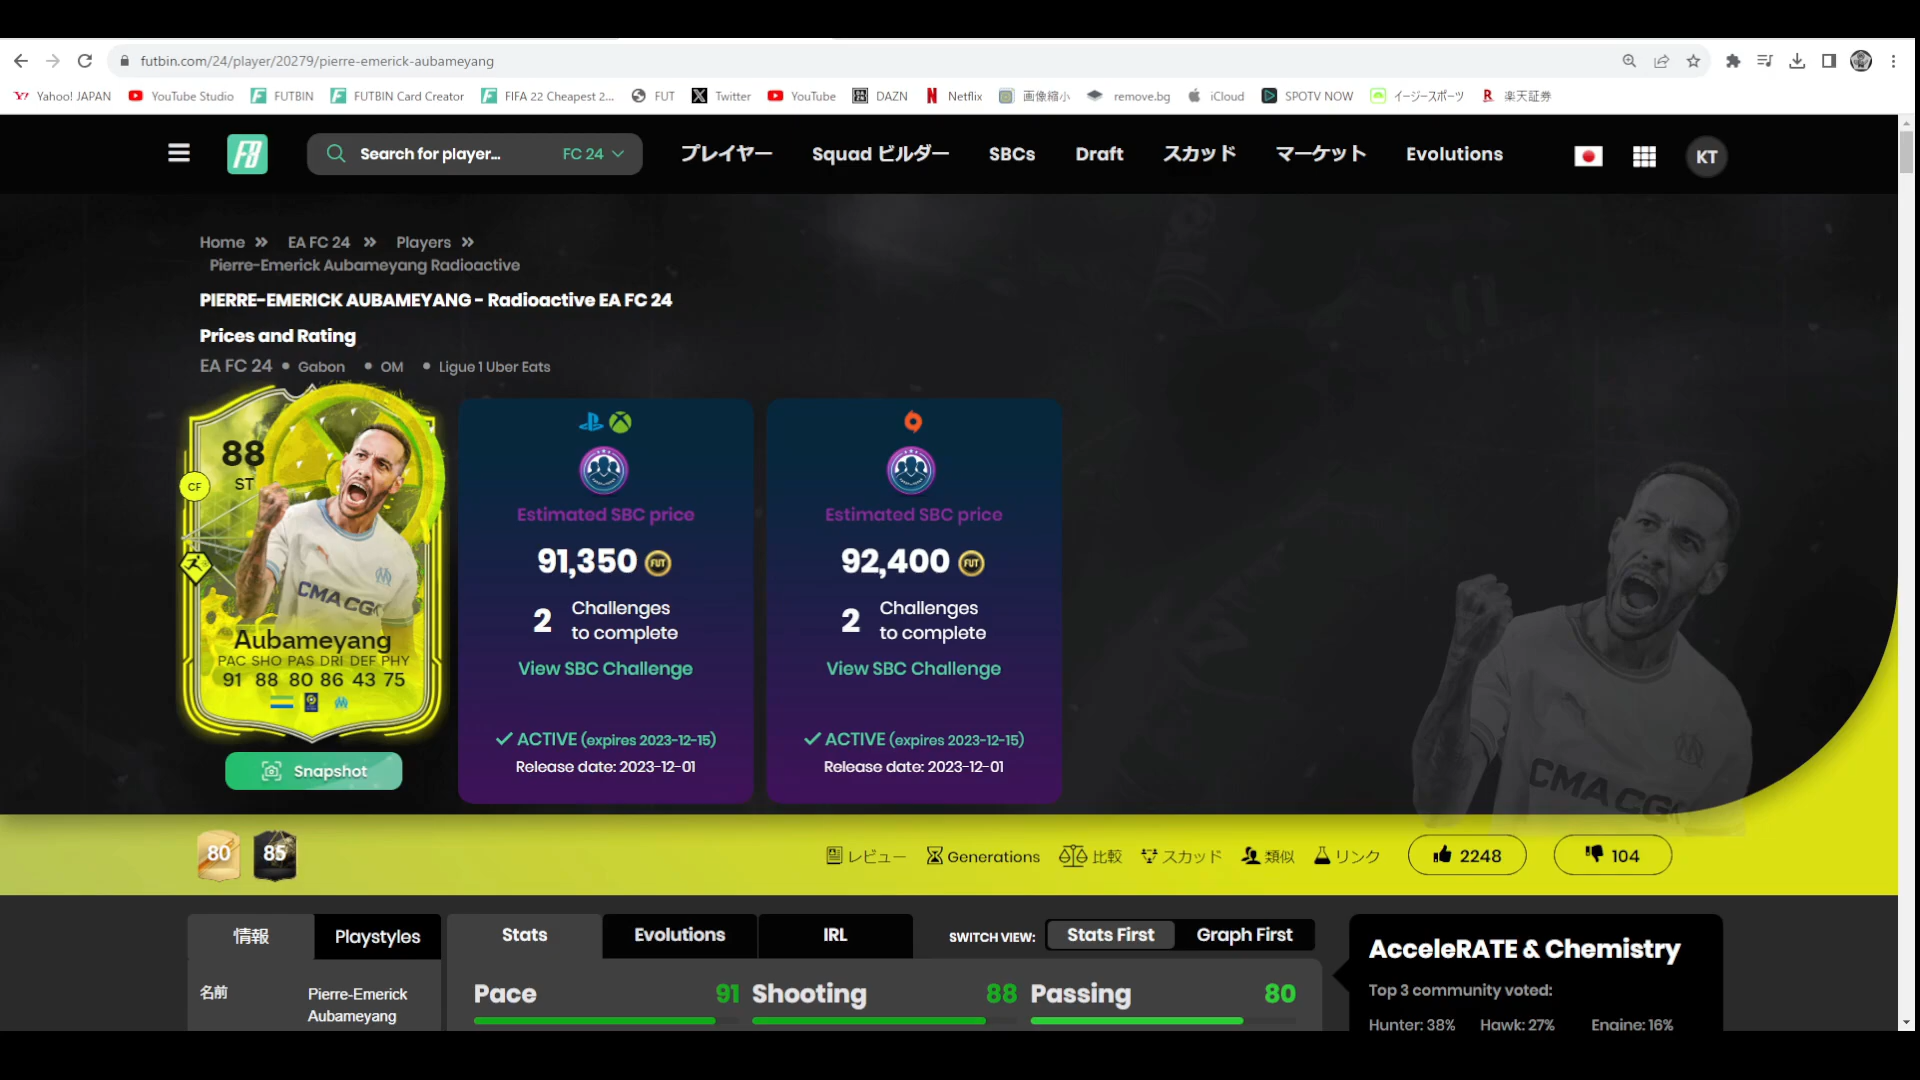 futbin.com/24/player/20279/pierre-emerick-aubameyang
Yahoo! JAPAN YouTube Studio FUTBIN FUTBIN Card Creator FIFA 22 Cheapest 2... FUT Twitter YouTube DAZN Netflix 画像縮小 remove.bg iCloud SPOTV NOW イージースポーツ 楽天証券
Search for player... FC 24 プレイヤー Squad ビルダー SBCs Draft スカッド マーケット Evolutions KT
Home » EA FC 24 » Players »
Pierre-Emerick Aubameyang Radioactive
PIERRE-EMERICK AUBAMEYANG - Radioactive EA FC 24
Prices and Rating
EA FC 24 • Gabon • OM • Ligue 1 Uber Eats
88
ST
CF
CMA CG
Aubameyang
PAC SHO PAS DRI DEF PHY
91 88 80 86 43 75
Snapshot
Estimated SBC price
91,350 FUT
2 Challenges
to complete
View SBC Challenge
ACTIVE (expires 2023-12-15)
Release date: 2023-12-01
Estimated SBC price
92,400 FUT
2 Challenges
to complete
View SBC Challenge
ACTIVE (expires 2023-12-15)
Release date: 2023-12-01
CMA CG
80 85 レビュー Generations 比較 スカッド 類似 リンク 2248 104
情報 Playstyles Stats Evolutions IRL SWITCH VIEW: Stats First Graph First
名前 Pierre-Emerick
Aubameyang
Pace 91 Shooting 88 Passing 80
AcceleRATE & Chemistry
Top 3 community voted:
Hunter: 38% Hawk: 27% Engine: 16%